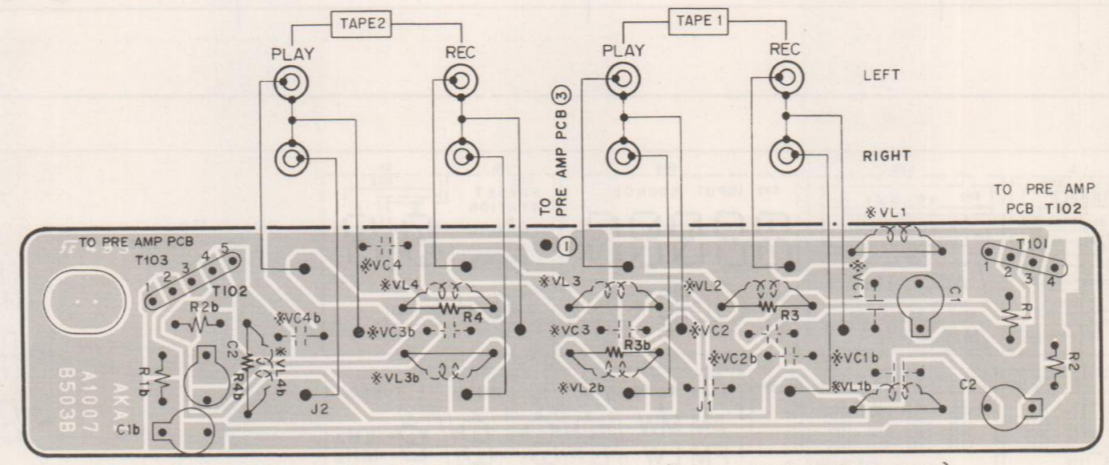 TAPE2
TAPE 1
PLAY
REC
PLAY
REC
LEFT
RIGHT
TO PRE AMP PCB ③
①
TO PRE AMP
PCB T102
TO PRE AMP PCB
T103
1 2 3 4 5
T102
R2b
※VC4
※VL4
※VC4b
※VC3b
R4
※VL3b
C2
R4b
※VL4b
R1b
C1b
AKAI
A10007
B503B
J2
※VL3
※VC3
R3b
※VL2b
※VL2
※VC2
R3
※VC2b
J1
※VL1
※VC1
C1
※VC1b
※VL1b
C2
T101
1 2 3 4
R1
R2